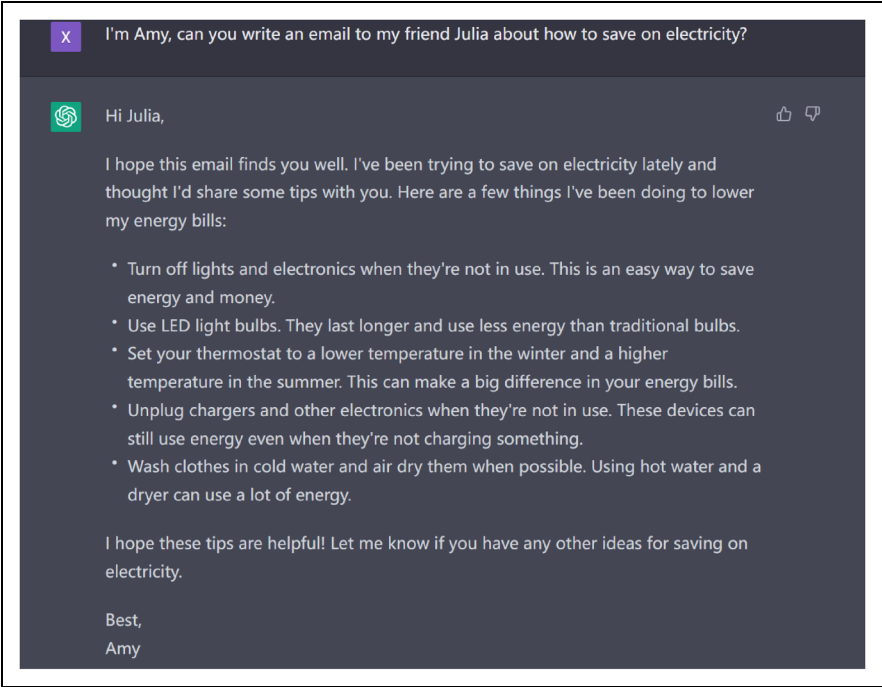 X
I'm Amy, can you write an email to my friend Julia about how to save on electricity?
Hi Julia,
I hope this email finds you well. I've been trying to save on electricity lately and
thought I'd share some tips with you. Here are a few things I've been doing to lower
my energy bills:
• Turn off lights and electronics when they're not in use. This is an easy way to save
energy and money.
• Use LED light bulbs. They last longer and use less energy than traditional bulbs.
• Set your thermostat to a lower temperature in the winter and a higher
temperature in the summer. This can make a big difference in your energy bills.
• Unplug chargers and other electronics when they're not in use. These devices can
still use energy even when they're not charging something.
• Wash clothes in cold water and air dry them when possible. Using hot water and a
dryer can use a lot of energy.
I hope these tips are helpful! Let me know if you have any other ideas for saving on
electricity.
Best,
Amy